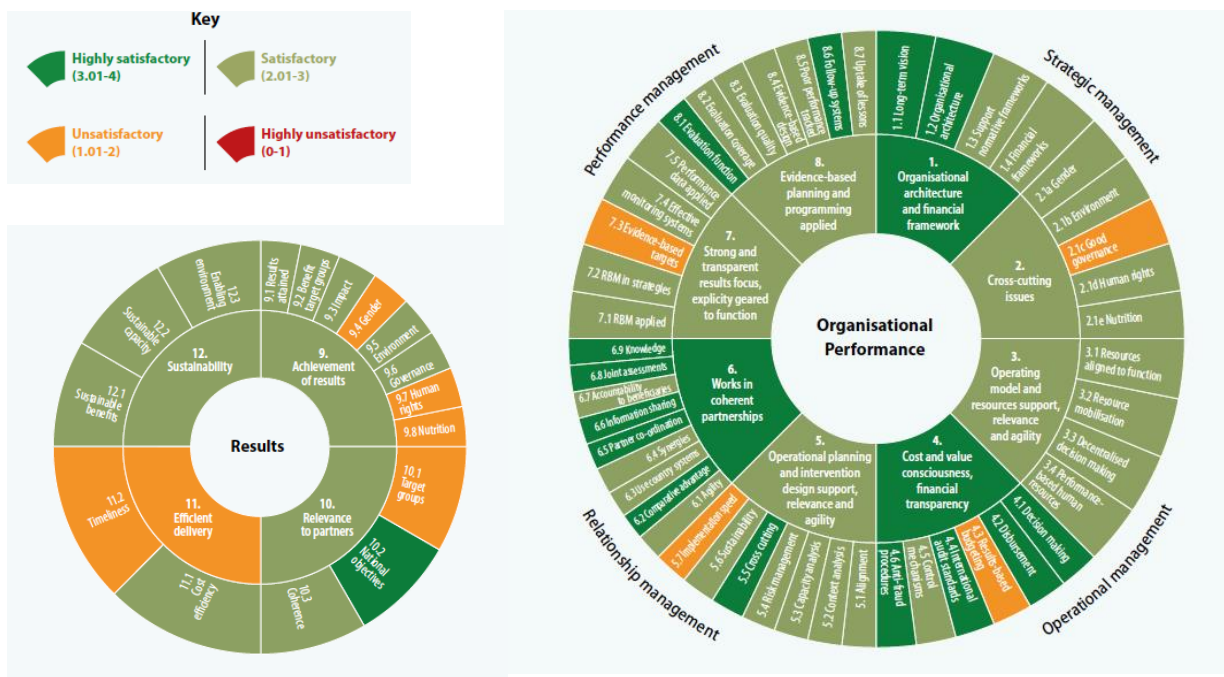 Key
Highly satisfactory
(3.01-4)
Satisfactory
(2.01-3)
Unsatisfactory
(1.01-2)
Highly unsatisfactory
(0-1)
Results
9.
Achievement
of results
10.
Relevance
to partners
11.
Efficient
delivery
12.
Sustainability
9.1 Results
attained
9.2 Benefit
target groups
9.3 Impact
9.4 Gender
9.5
Environment
9.6
Governance
9.7 Human
rights
9.8 Nutrition
10.1
Target
groups
10.2
National
objectives
10.3
Coherence
11.1
Cost
efficiency
11.2
Timeliness
12.1
Sustainable
benefits
12.2
Sustainable
capacity
12.3
Enabling
environment
Organisational
Performance
Strategic management
Operational management
Relationship management
Performance management
1.
Organisational
architecture
and financial
framework
2.
Cross-cutting
issues
3.
Operating
model and
resources support,
relevance
and agility
4.
Cost and value
consciousness,
financial
transparency
5.
Operational planning
and intervention
design support,
relevance and
agility
6.
Works in
coherent
partnerships
7.
Strong and
transparent
results focus,
explicity geared
to function
8.
Evidence-based
planning and
programming
applied
1.1 Long-term vision
1.2 Organisational
architecture
1.3 Support
normative frameworks
1.4 Financial
frameworks
2.1a Gender
2.1b Environment
2.1c Good
governance
2.1d Human rights
2.1e Nutrition
3.1 Resources
aligned to function
3.2 Resource
mobilisation
3.3 Decentralised
decision making
3.4 Performance-
based human
resources
4.1 Decision making
4.2 Disbursement
4.3 Results-based
budgeting
4.4 International
audit standards
4.5 Control
mechanisms
4.6 Anti-fraud
procedures
5.1 Alignment
5.2 Context analysis
5.3 Capacity analysis
5.4 Risk management
5.5 Cross cutting
5.6 Sustainability
5.7 Implementation speed
6.1 Agility
6.2 Comparative advantage
6.3 Use country systems
6.4 Synergies
6.5 Partner co-ordination
6.6 Information sharing
6.7 Accountability
to beneficiaries
6.8 Joint assessments
6.9 Knowledge
7.1 RBM applied
7.2 RBM in strategies
7.3 Evidence-based
targets
7.4 Effective
monitoring systems
7.5 Performance
data applied
8.1 Evaluation function
8.2 Evaluation coverage
8.3 Evaluation quality
8.4 Evidence-based
design
8.5 Poor performance
tracked
8.6 Follow-up systems
8.7 Uptake of lessons